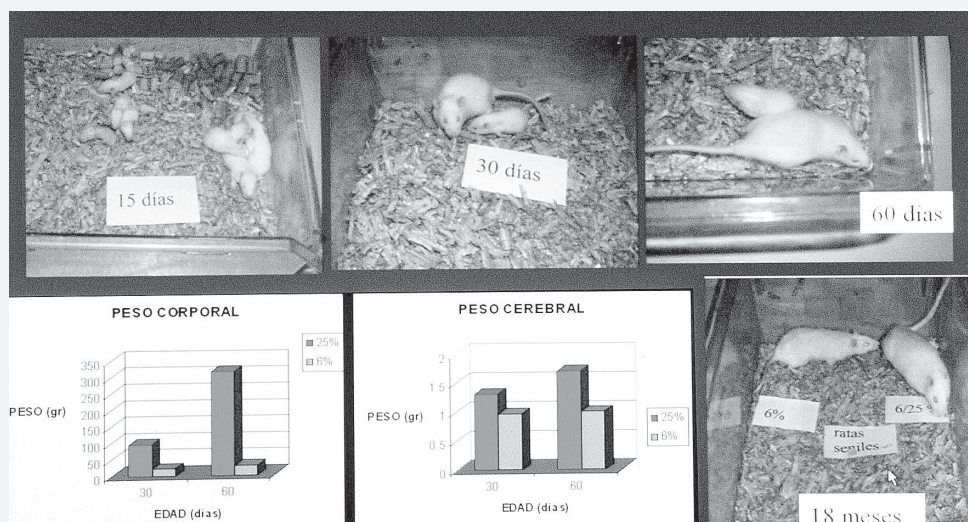 15 días
30 días
60 días
PESO CORPORAL
25%
6%
350
300
250
200
150
100
50
0
PESO (gr)
30
60
EDAD (dias)
PESO CEREBRAL
2
1.5
1
0.5
0
PESO (gr)
25%
6%
30
60
EDAD (dias)
6%
6/25 %
ratas
seniles
18 meses